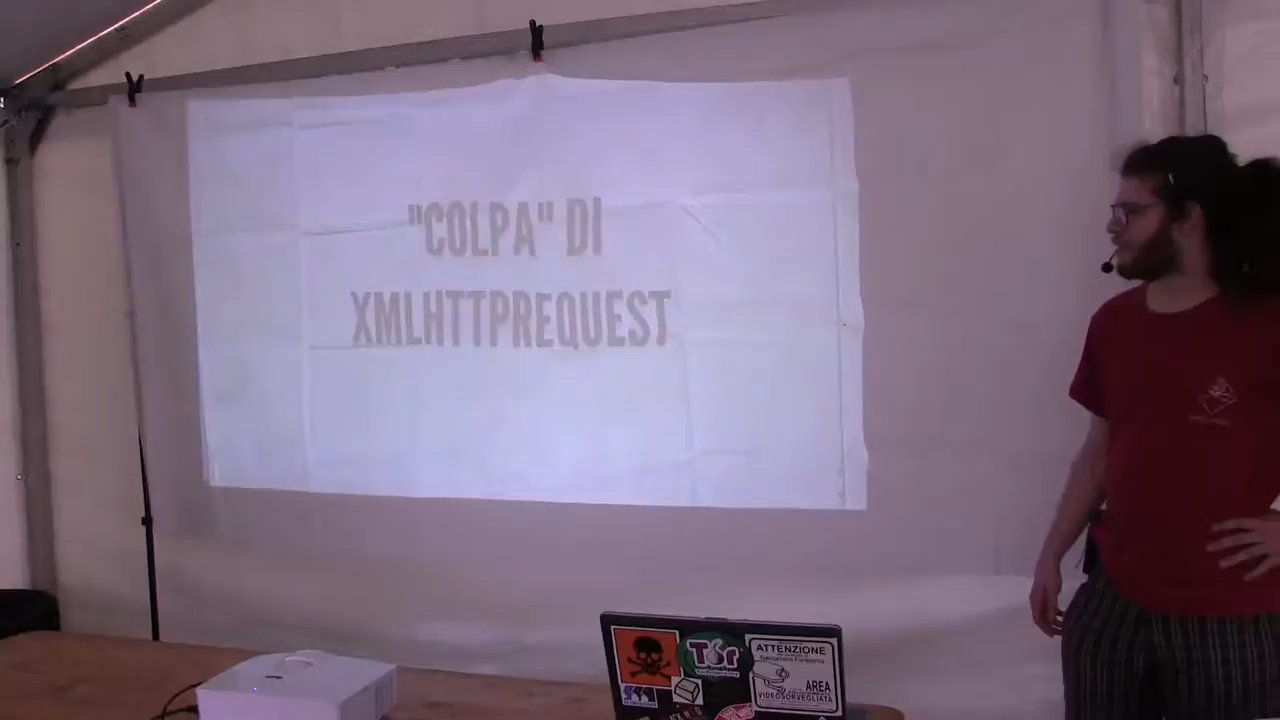 "COLPA" DI
XMLHTTPREQUEST
Tor
ATTENZIONE
AREA
VIDEOSORVEGLIATA